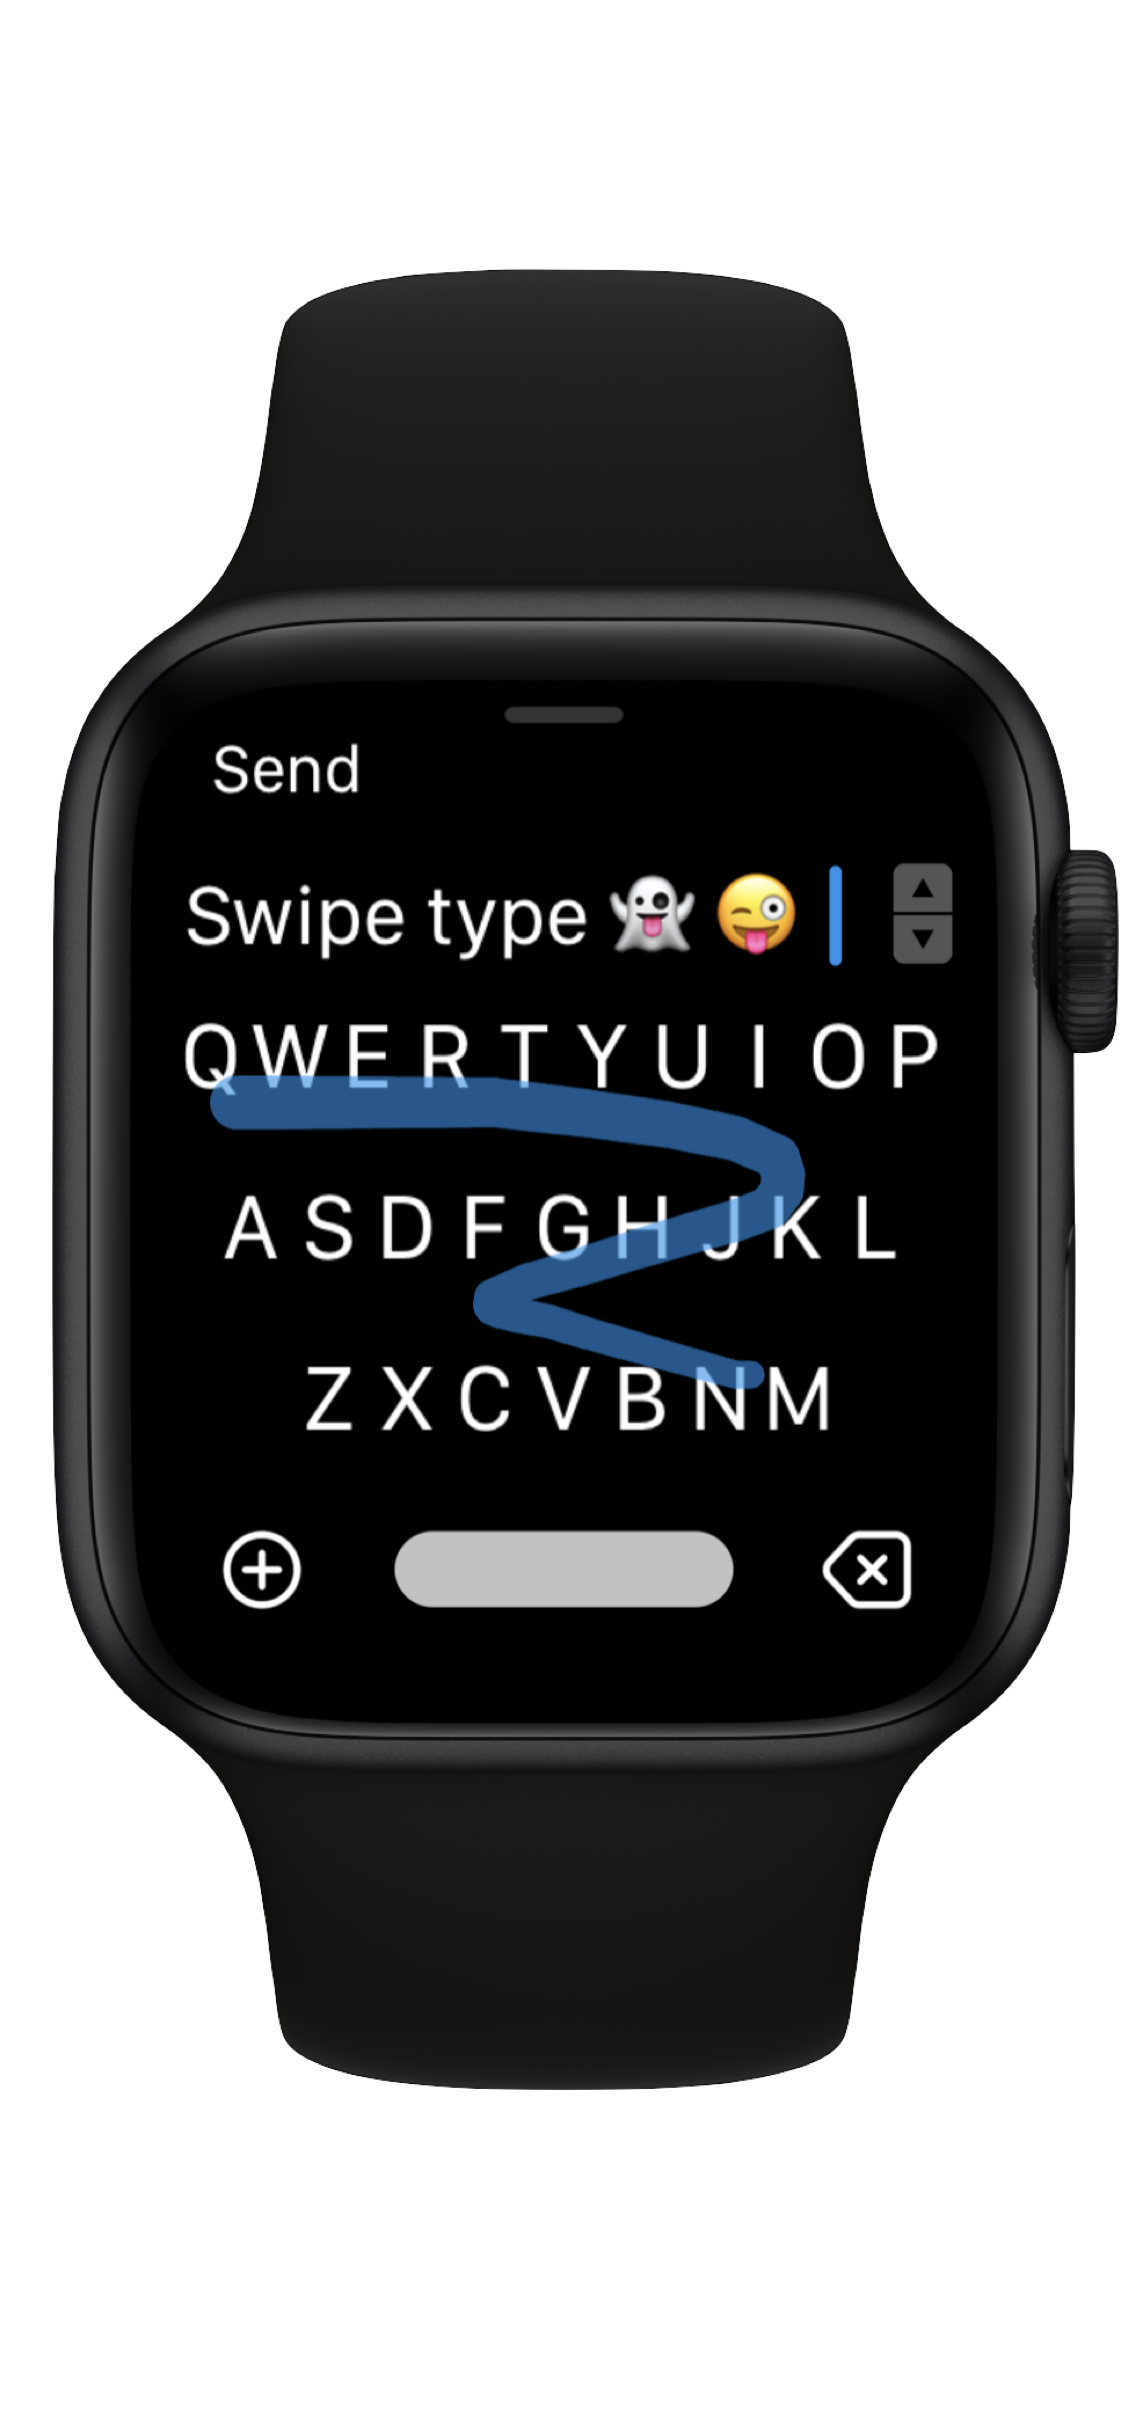 Send
Swipe type 👻 😜
Q W E R T Y U I O P
A S D F G H J K L
Z X C V B N M